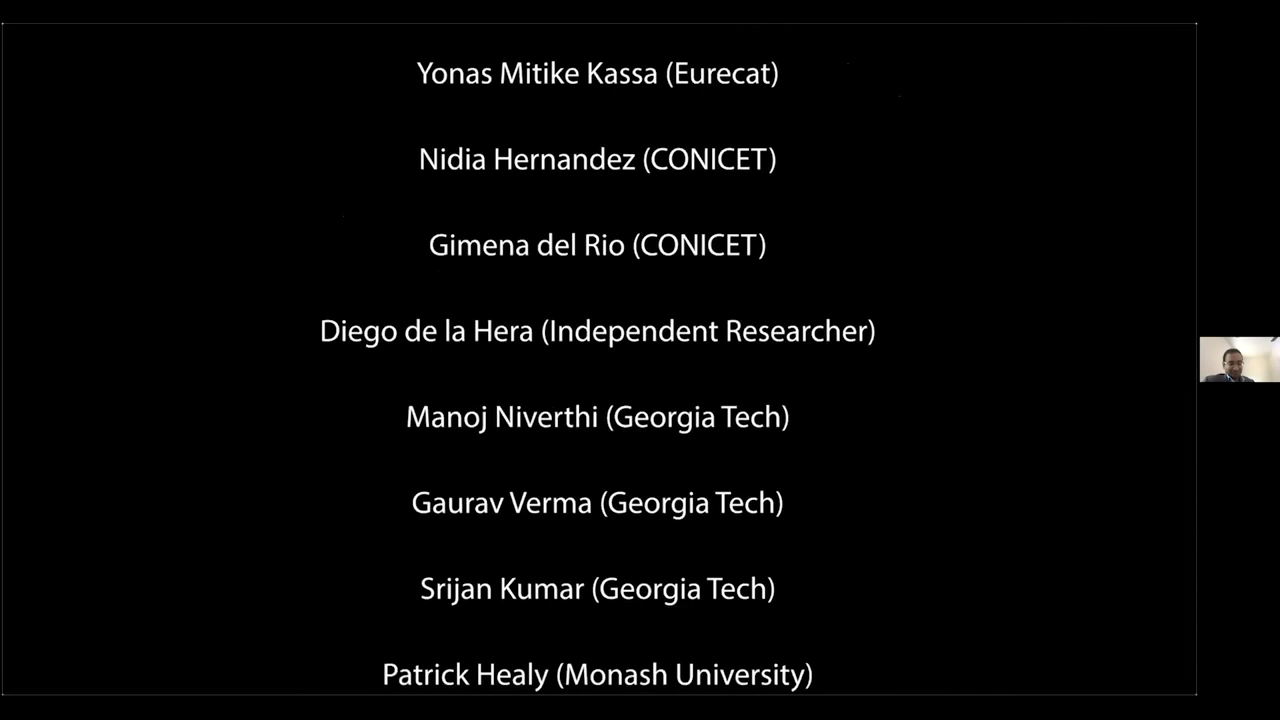 Yonas Mitike Kassa (Eurecat)
Nidia Hernandez (CONICET)
Gimena del Rio (CONICET)
Diego de la Hera (Independent Researcher)
Manoj Niverthi (Georgia Tech)
Gaurav Verma (Georgia Tech)
Srijan Kumar (Georgia Tech)
Patrick Healy (Monash University)